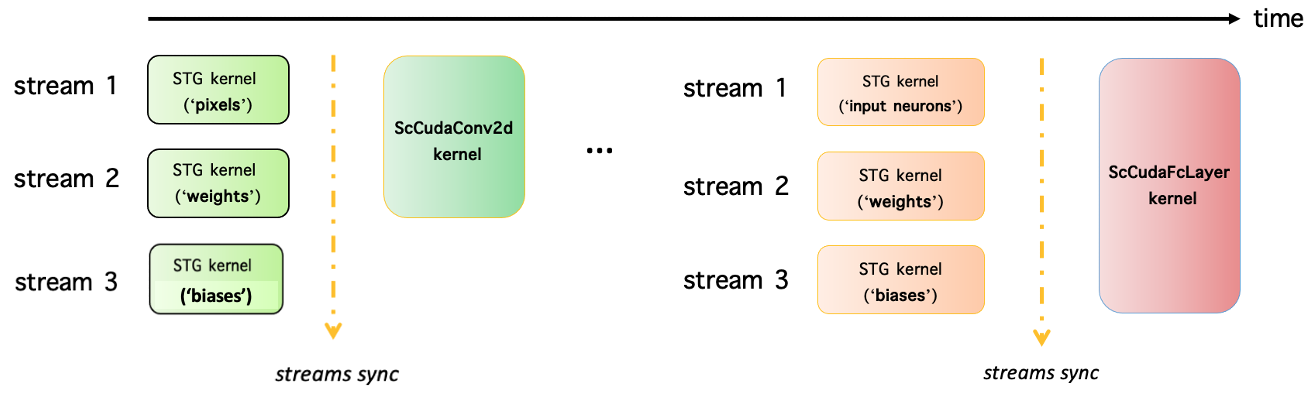 time
stream 1
STG kernel
(‘pixels’)
stream 2
STG kernel
(‘weights’)
stream 3
STG kernel
(‘biases’)
streams sync
ScCudaConv2d
kernel
...
stream 1
STG kernel
(‘input neurons’)
stream 2
STG kernel
(‘weights’)
stream 3
STG kernel
(‘biases’)
streams sync
ScCudaFcLayer
kernel